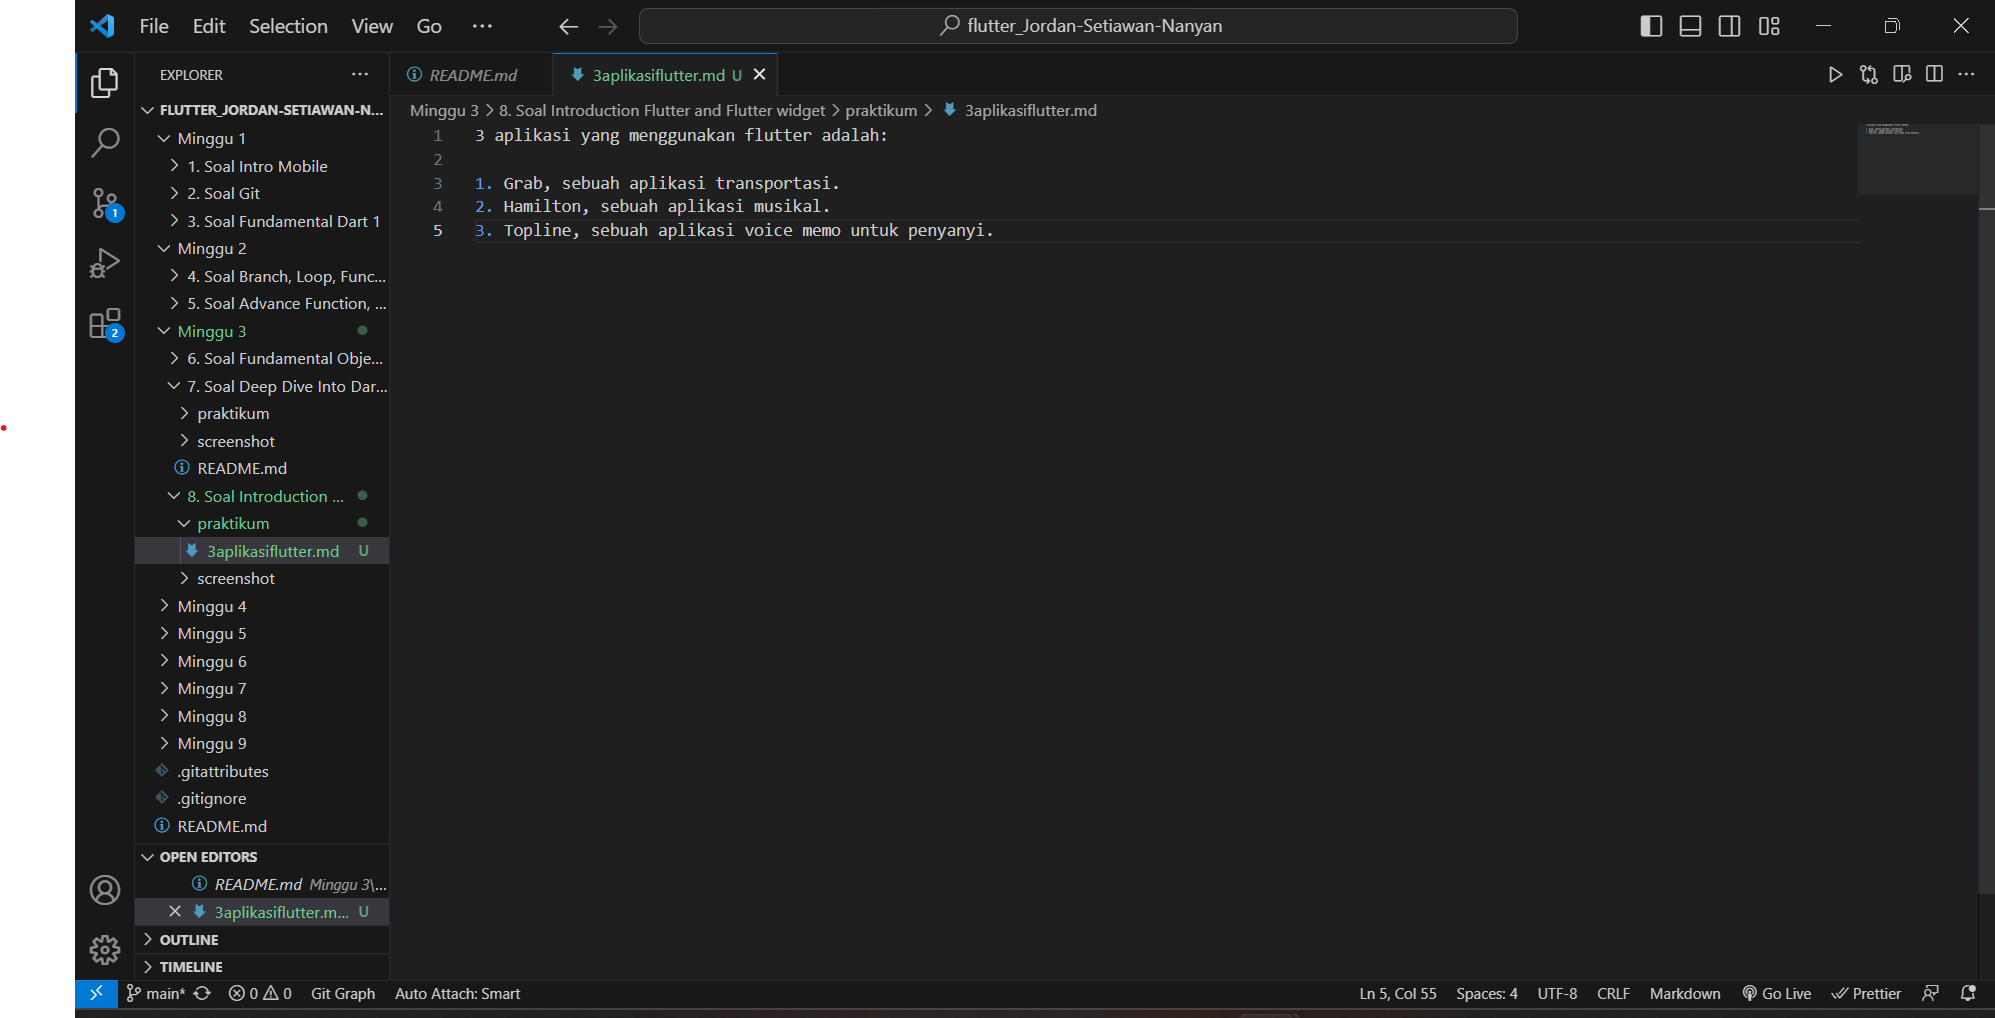 File Edit Selection View Go ···
flutter_Jordan-Setiawan-Nanyan
EXPLORER ···
FLUTTER_JORDAN-SETIAWAN-N...
Minggu 1
1. Soal Intro Mobile
2. Soal Git
3. Soal Fundamental Dart 1
Minggu 2
4. Soal Branch, Loop, Func...
5. Soal Advance Function, ...
Minggu 3
6. Soal Fundamental Obje...
7. Soal Deep Dive Into Dar...
praktikum
screenshot
README.md
8. Soal Introduction ...
praktikum
3aplikasiflutter.md U
screenshot
Minggu 4
Minggu 5
Minggu 6
Minggu 7
Minggu 8
Minggu 9
.gitattributes
.gitignore
README.md
OPEN EDITORS
README.md Minggu 3\...
3aplikasiflutter.m... U
OUTLINE
TIMELINE
1
2
README.md 3aplikasiflutter.md U
Minggu 3 > 8. Soal Introduction Flutter and Flutter widget > praktikum > 3aplikasiflutter.md
1 3 aplikasi yang menggunakan flutter adalah:
2
3 1. Grab, sebuah aplikasi transportasi.
4 2. Hamilton, sebuah aplikasi musikal.
5 3. Topline, sebuah aplikasi voice memo untuk penyanyi.
main* 0 0 Git Graph Auto Attach: Smart Ln 5, Col 55 Spaces: 4 UTF-8 CRLF Markdown Go Live Prettier